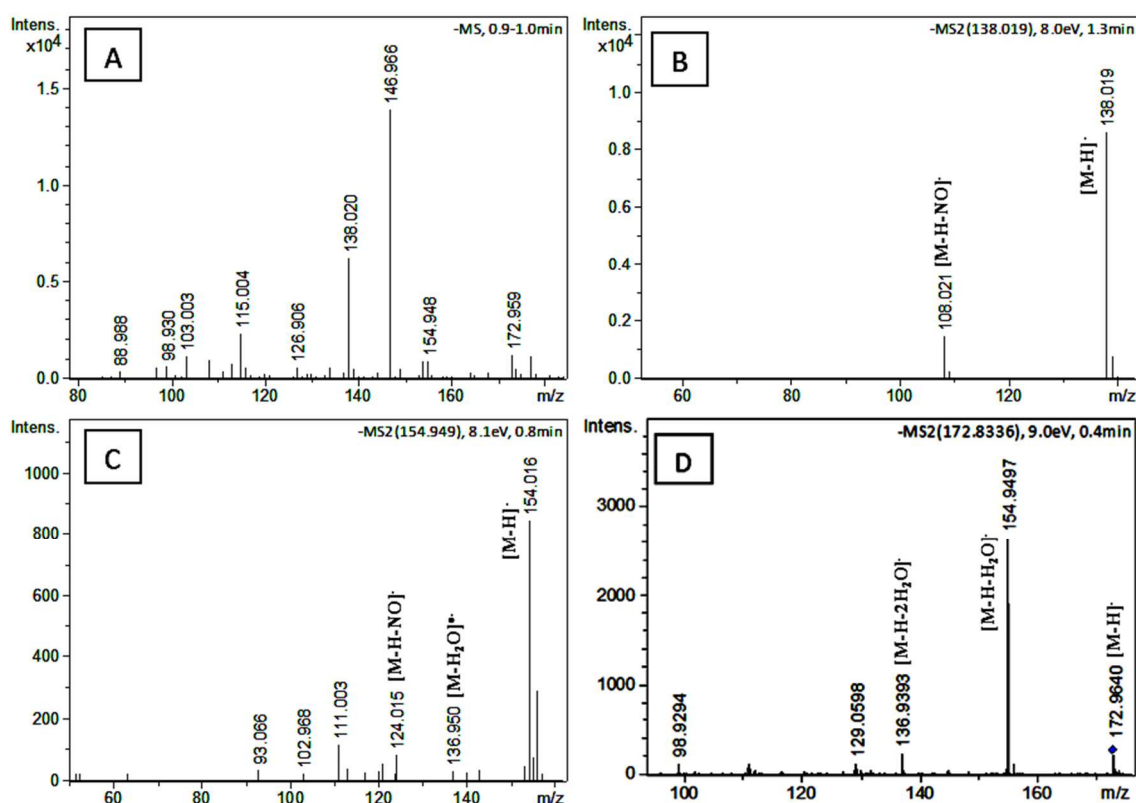 Intens.
x10⁴
A
-MS, 0.9-1.0min
1.5
1.0
0.5
0.0
88.988
98.930
103.003
115.004
126.906
138.020
146.966
154.948
172.959
80
100
120
140
160
m/z
Intens.
x10⁴
B
-MS2(138.019), 8.0eV, 1.3min
1.0
0.8
0.6
0.4
0.2
0.0
108.021 [M-H-NO]⁻
[M-H]⁻
138.019
60
80
100
120
m/z
Intens.
C
-MS2(154.949), 8.1eV, 0.8min
1000
800
600
400
200
0
93.066
102.968
111.003
124.015 [M-H-NO]⁻
136.950 [M-H₂O]⁻•
[M-H]⁻
154.016
60
80
100
120
140
m/z
Intens.
D
-MS2(172.8336), 9.0eV, 0.4min
3000
2000
1000
0
98.9294
129.0598
136.9393 [M-H-2H₂O]⁻
[M-H-H₂O]⁻
154.9497
172.9640 [M-H]⁻
100
120
140
160
m/z